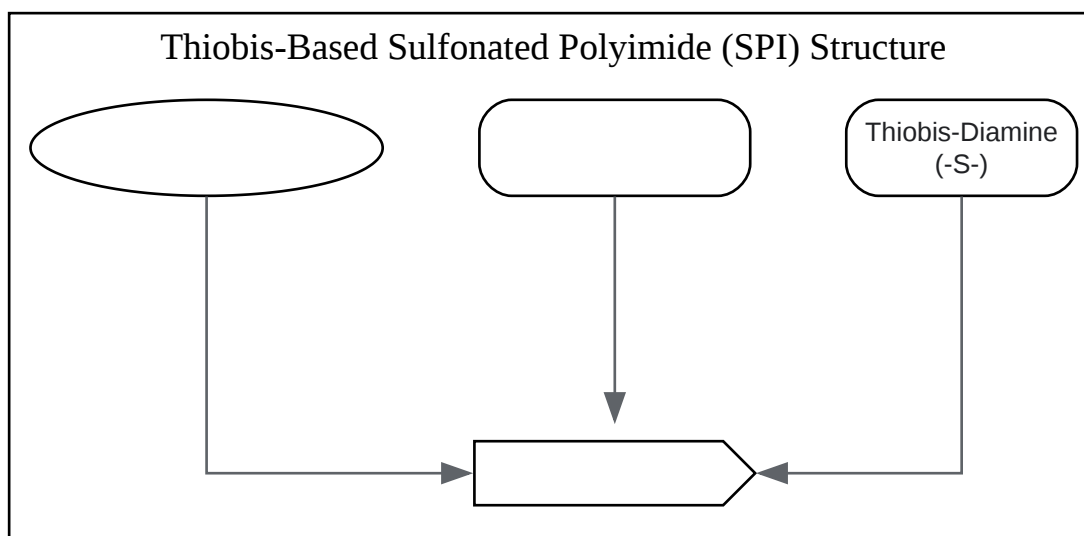 Thiobis-Based Sulfonated Polyimide (SPI) Structure
Thiobis-Diamine
(-S-)